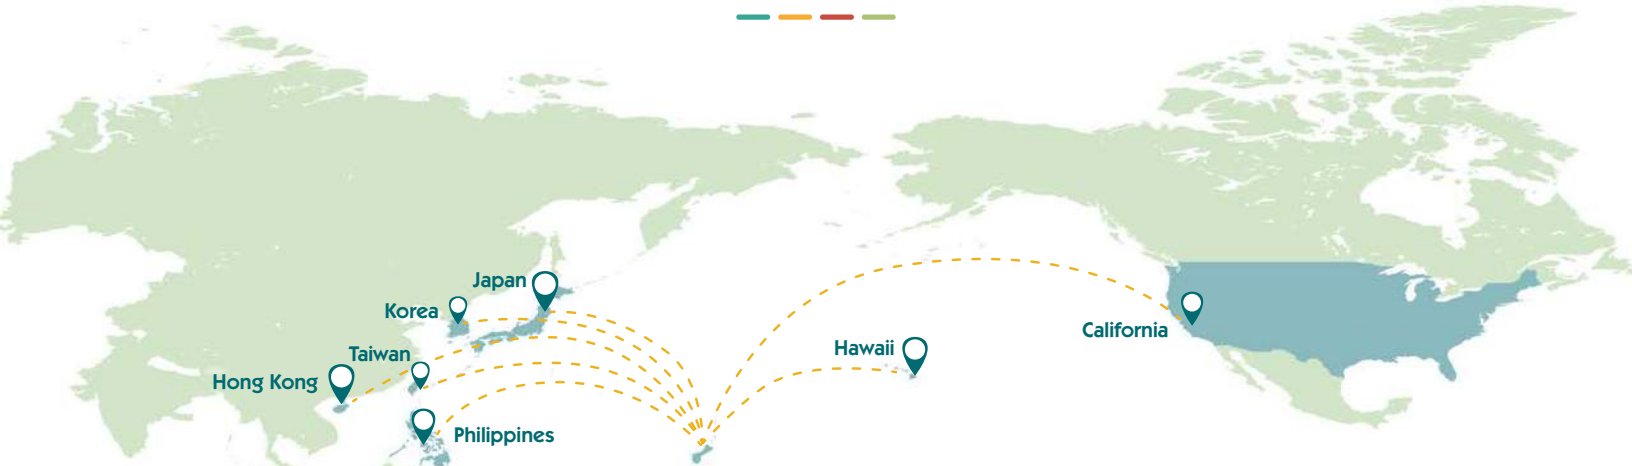 Japan
Korea
Taiwan
Hong Kong
Philippines
Hawaii
California